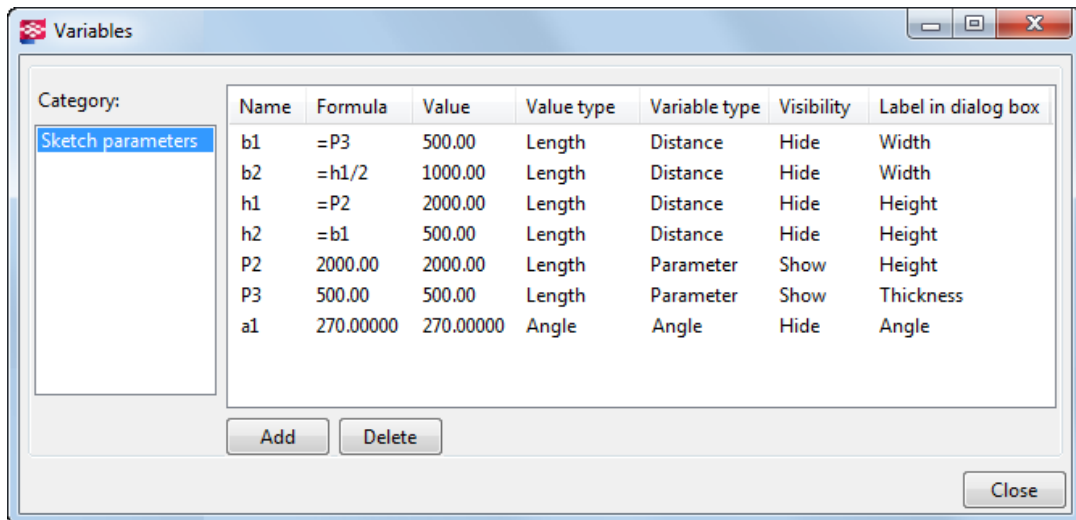 Variables
Category:
Sketch parameters
Name Formula Value Value type Variable type Visibility Label in dialog box
b1 =P3 500.00 Length Distance Hide Width
b2 =h1/2 1000.00 Length Distance Hide Width
h1 =P2 2000.00 Length Distance Hide Height
h2 =b1 500.00 Length Distance Hide Height
P2 2000.00 2000.00 Length Parameter Show Height
P3 500.00 500.00 Length Parameter Show Thickness
a1 270.00000 270.00000 Angle Angle Hide Angle
Add Delete
Close